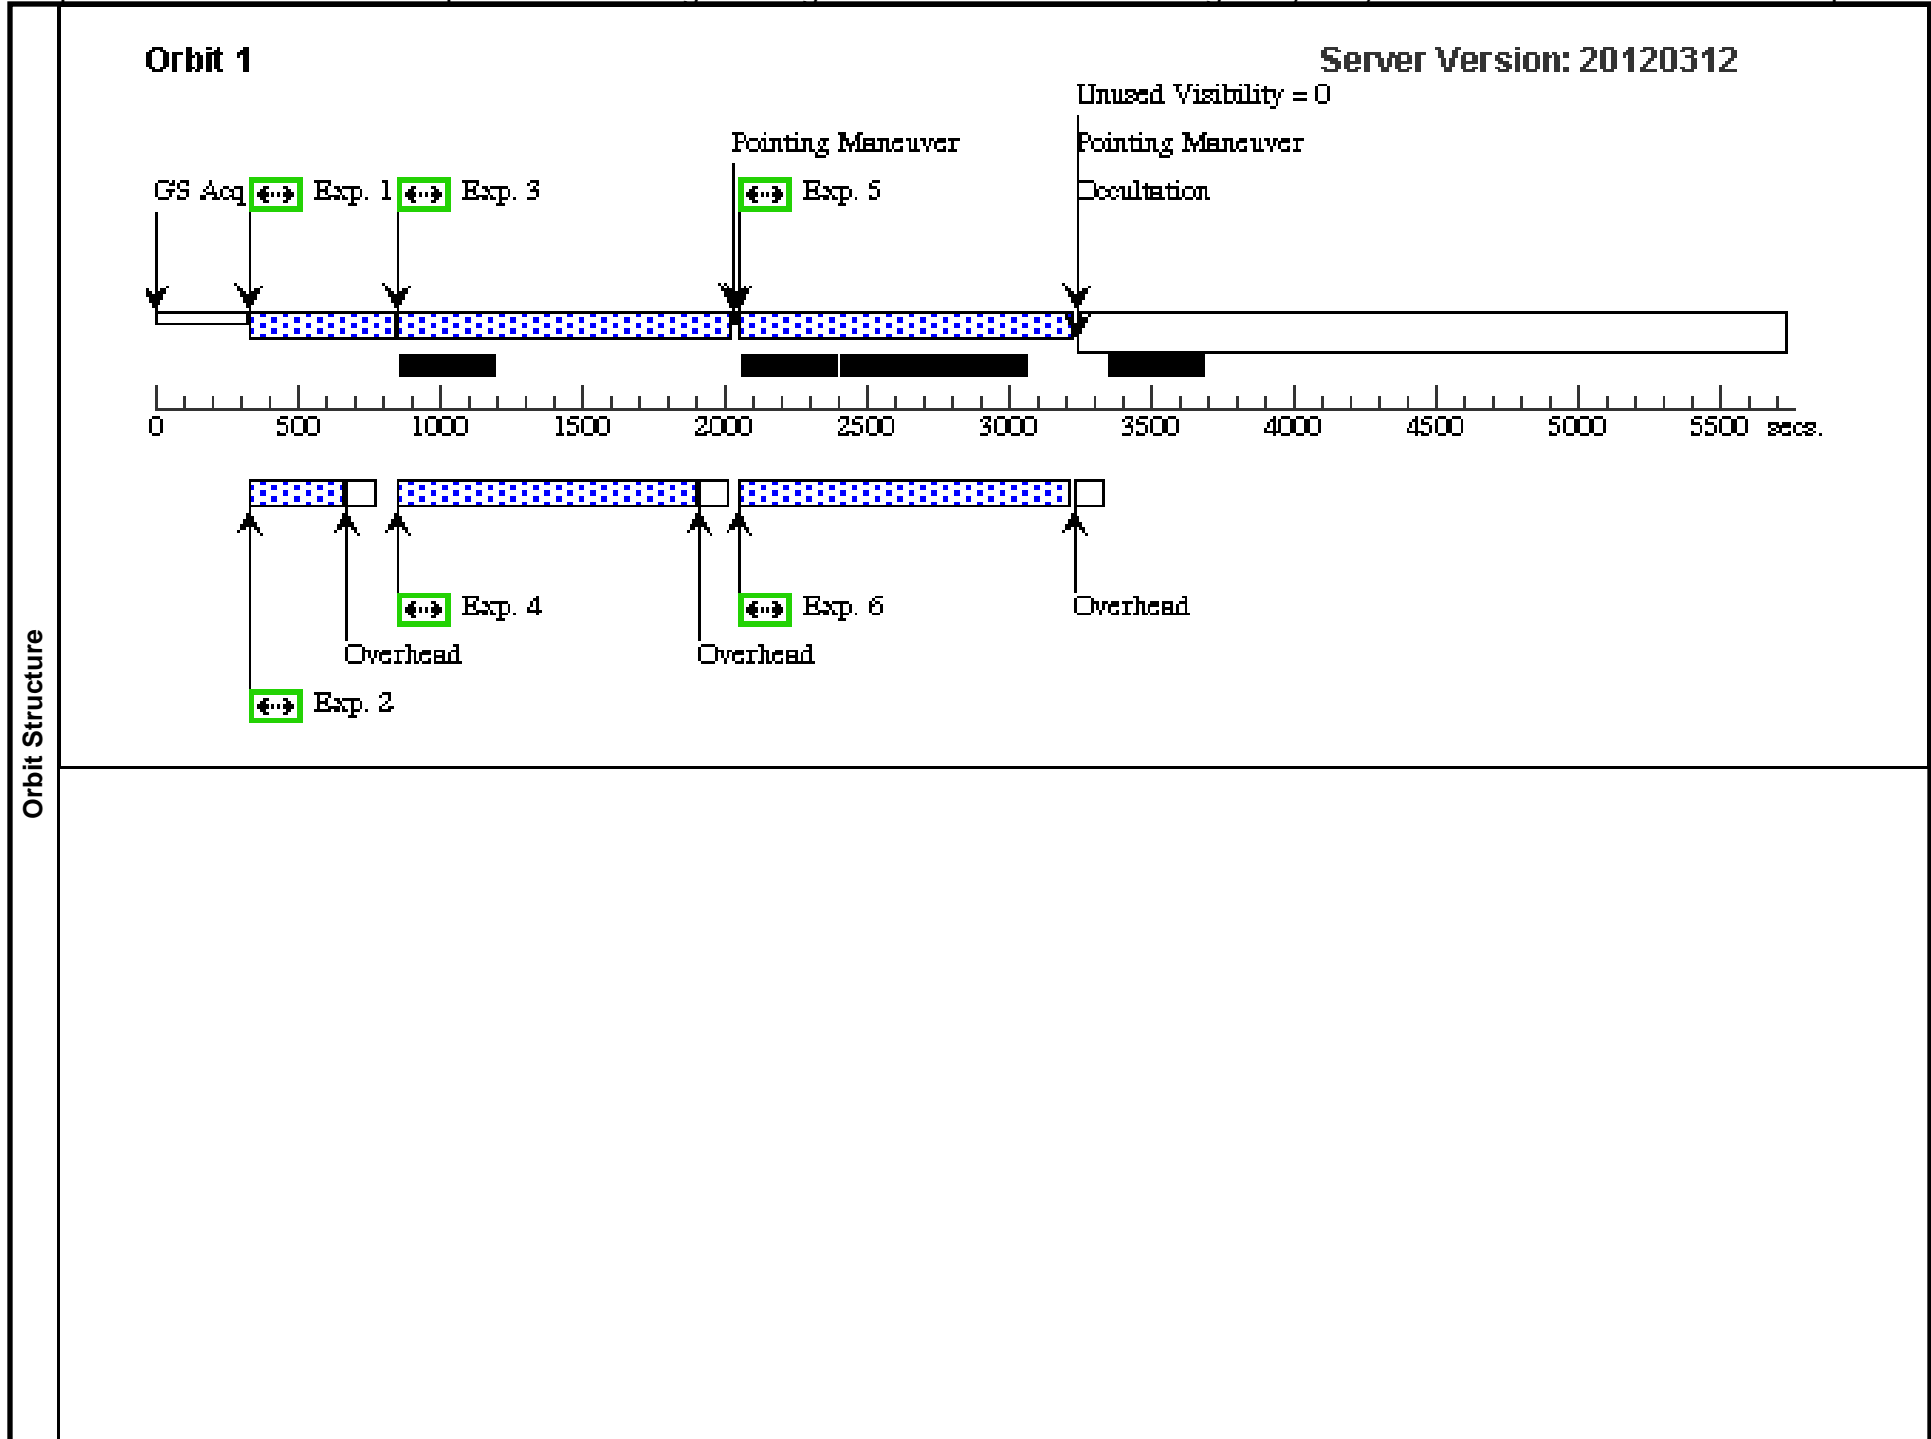 Orbit 1
Server Version: 20120312
Unused Visibility = 0
Pointing Maneuver
Pointing Maneuver
GS Acq
Exp. 1
Exp. 3
Exp. 5
Occultation
0 500 1000 1500 2000 2500 3000 3500 4000 4500 5000 5500 secs.
Exp. 4
Exp. 6
Overhead
Overhead
Overhead
Exp. 2
Orbit Structure